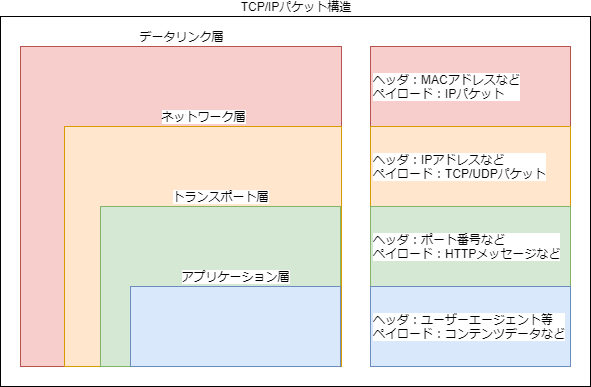 TCP/IPパケット構造
データリンク層
ヘッダ：MACアドレスなど
ペイロード：IPパケット
ネットワーク層
ヘッダ：IPアドレスなど
ペイロード：TCP/UDPパケット
トランスポート層
ヘッダ：ポート番号など
ペイロード：HTTPメッセージなど
アプリケーション層
ヘッダ：ユーザーエージェント等
ペイロード：コンテンツデータなど